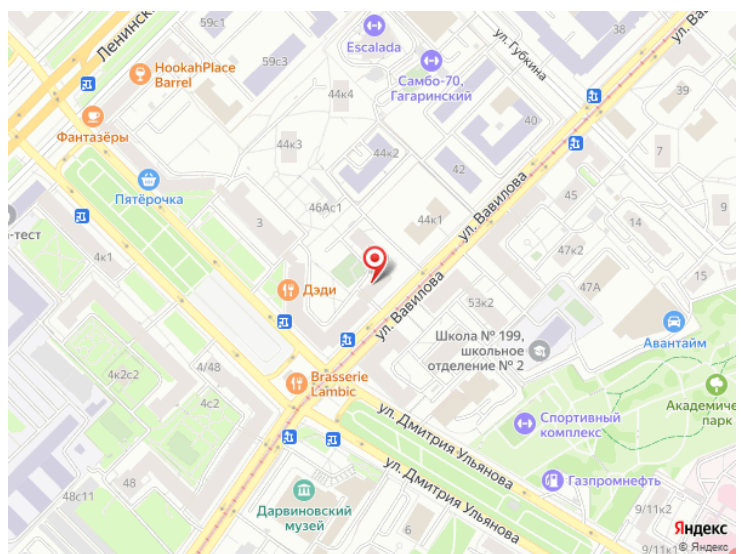 Ленинск
59с3
Escalada
ул. Губкина
38
ул. Ва
HookahPlace
Barrel
Самбо-70,
Гагаринский
44к4
39
Фантазёры
40
44к3
44к2
42
7
Пятёрочка
ул. Вавилова
45
46Ас1
3
44к1
9
14
й-тест
4к1
47к2
15
Дэди
47А
53к2
ул. Вавилова
Школа № 199,
школьное
отделение № 2
Авантайм
4/48
4к2с2
Brasserie
Lambic
4с2
Академичес
парк
Спортивный
комплекс
ул. Дмитрия Ульянова
ул. Дмитрия Ульянова
48
48с11
Газпромнефть
9/11к2
Дарвиновский
музей
6
9/11к1
Яндекс
© Яндекс